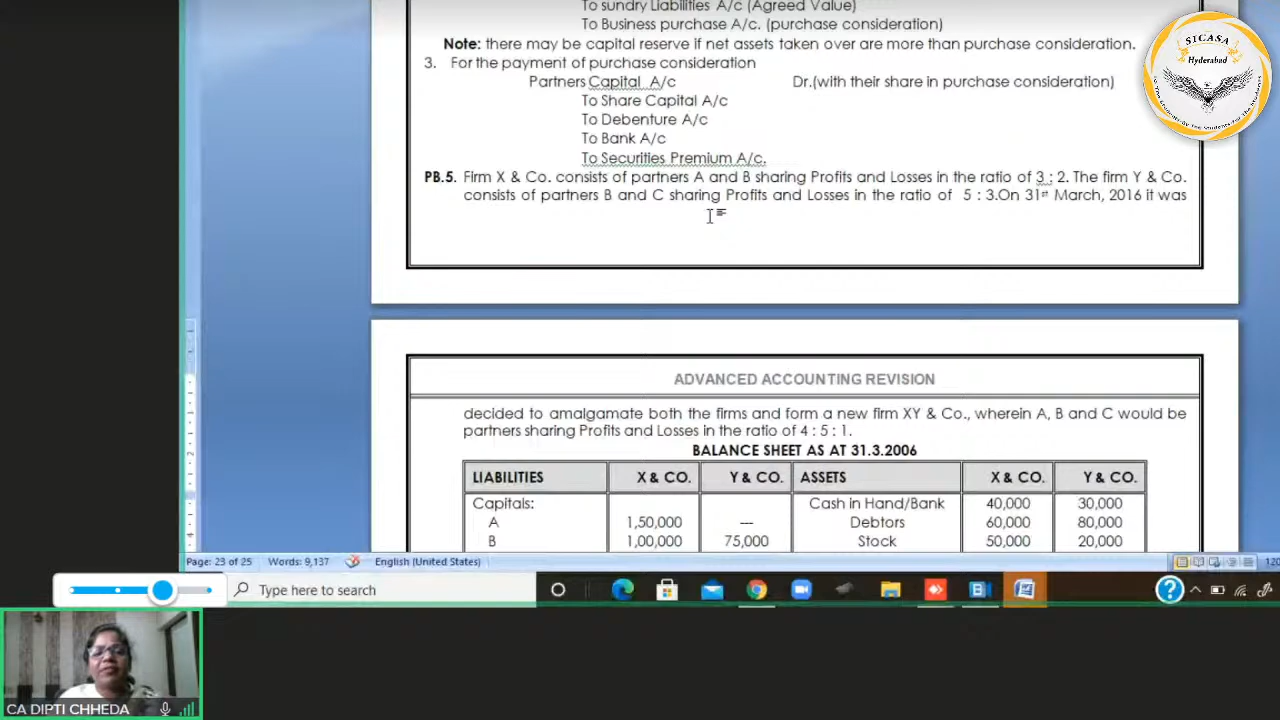 To sundry Liabilities A/c (Agreed Value)
To Business purchase A/c. (purchase consideration)
Note: there may be capital reserve if net assets taken over are more than purchase consideration.
3. For the payment of purchase consideration
Partners Capital A/c Dr.(with their share in purchase consideration)
To Share Capital A/c
To Debenture A/c
To Bank A/c
To Securities Premium A/c.
PB.5. Firm X & Co. consists of partners A and B sharing Profits and Losses in the ratio of 3 : 2. The firm Y & Co.
consists of partners B and C sharing Profits and Losses in the ratio of 5 : 3.On 31st March, 2016 it was
ADVANCED ACCOUNTING REVISION
decided to amalgamate both the firms and form a new firm XY & Co., wherein A, B and C would be
partners sharing Profits and Losses in the ratio of 4 : 5 : 1.
BALANCE SHEET AS AT 31.3.2006
LIABILITIES X & CO. Y & CO. ASSETS X & CO. Y & CO.
Capitals: Cash in Hand/Bank 40,000 30,000
A 1,50,000 --- Debtors 60,000 80,000
B 1,00,000 75,000 Stock 50,000 20,000
Page: 23 of 25 Words: 9,137 English (United States) 120
Type here to search
CA DIPTI CHHEDA
SICASA
Hyderabad